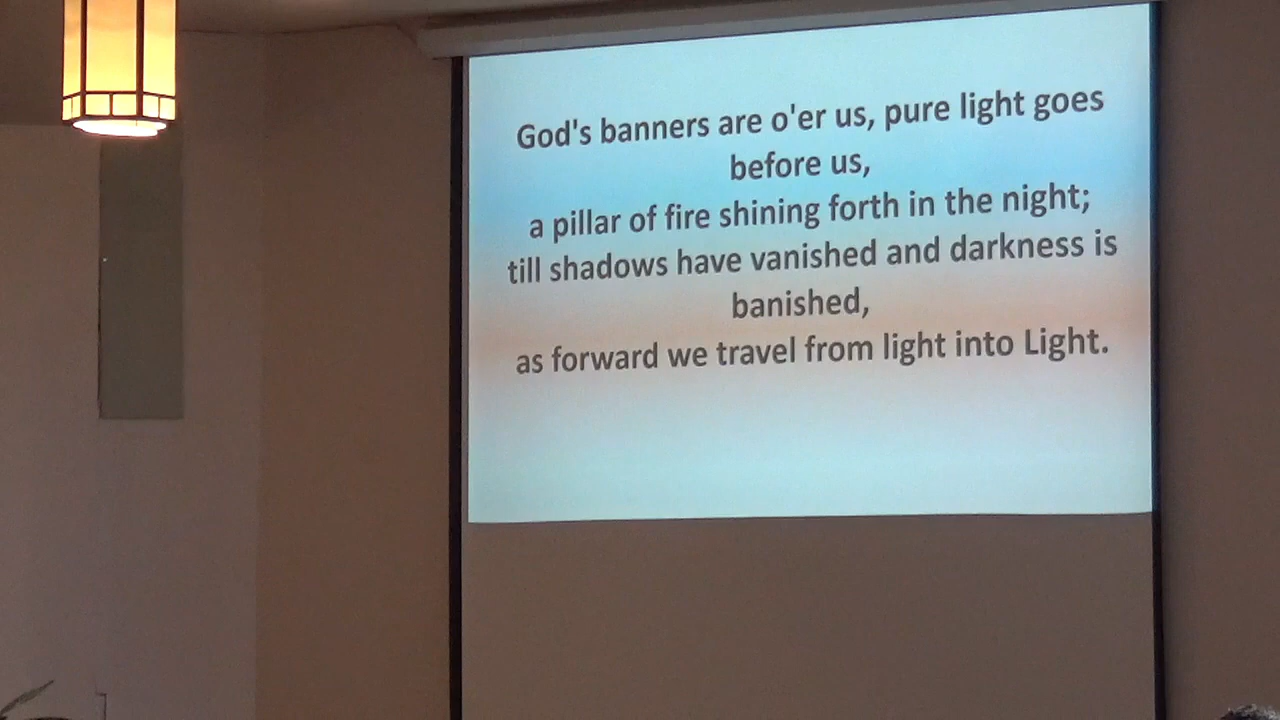 God's banners are o'er us, pure light goes
before us,
a pillar of fire shining forth in the night;
till shadows have vanished and darkness is
banished,
as forward we travel from light into Light.